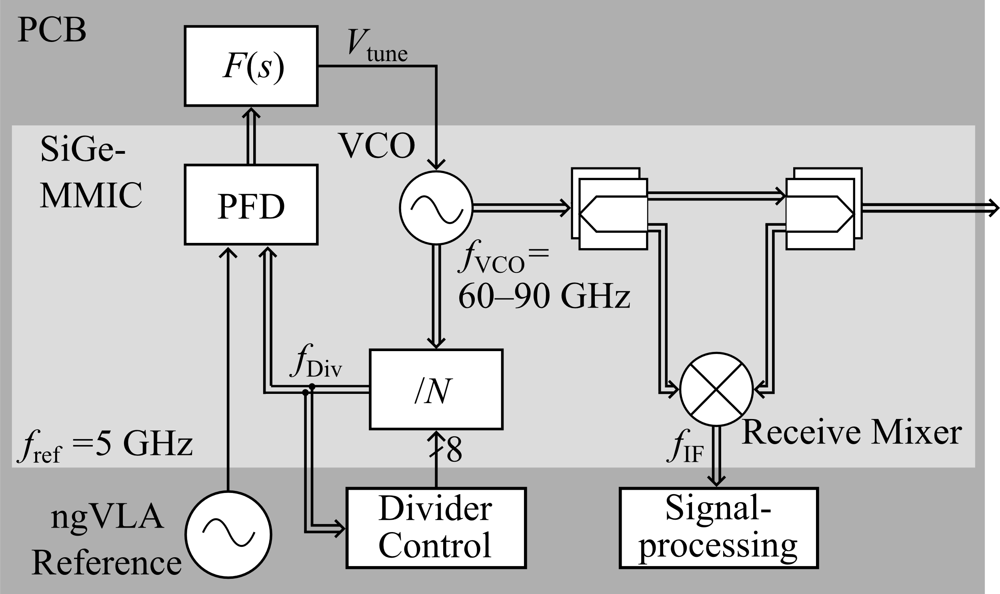 PCB
F(s)
Vtune
SiGe-
MMIC
VCO
PFD
fVCO=
60–90 GHz
fDiv
/N
fref =5 GHz
8
fIF
Receive Mixer
ngVLA
Reference
Divider
Control
Signal-
processing